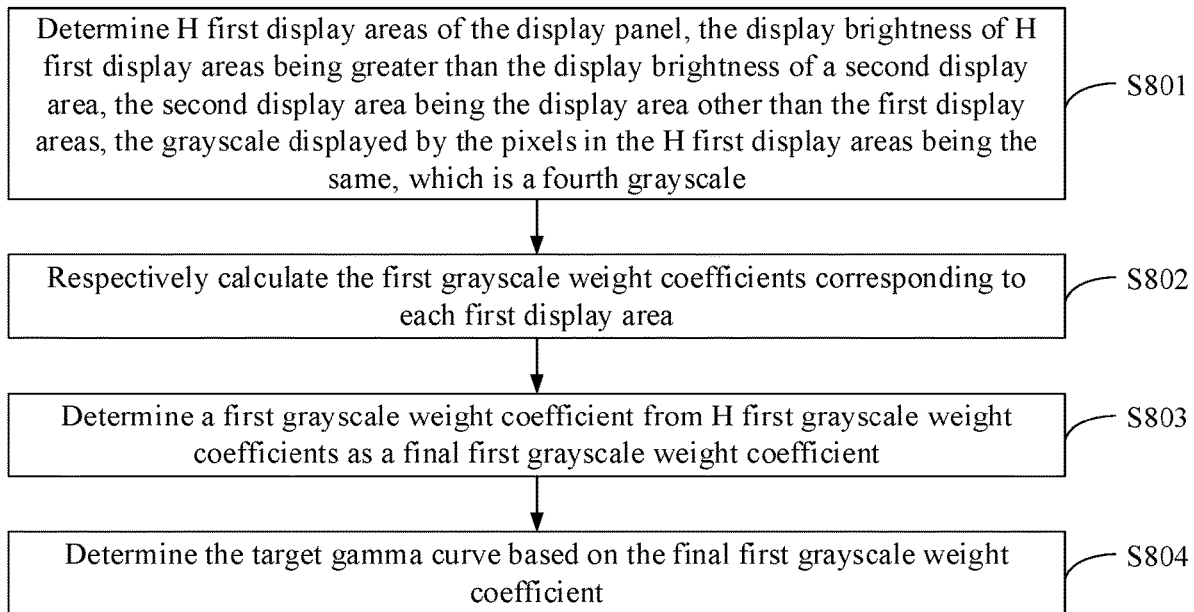 Determine H first display areas of the display panel, the display brightness of H
first display areas being greater than the display brightness of a second display
area, the second display area being the display area other than the first display
areas, the grayscale displayed by the pixels in the H first display areas being the
same, which is a fourth grayscale
S801
Respectively calculate the first grayscale weight coefficients corresponding to
each first display area
S802
Determine a first grayscale weight coefficient from H first grayscale weight
coefficients as a final first grayscale weight coefficient
S803
Determine the target gamma curve based on the final first grayscale weight
coefficient
S804